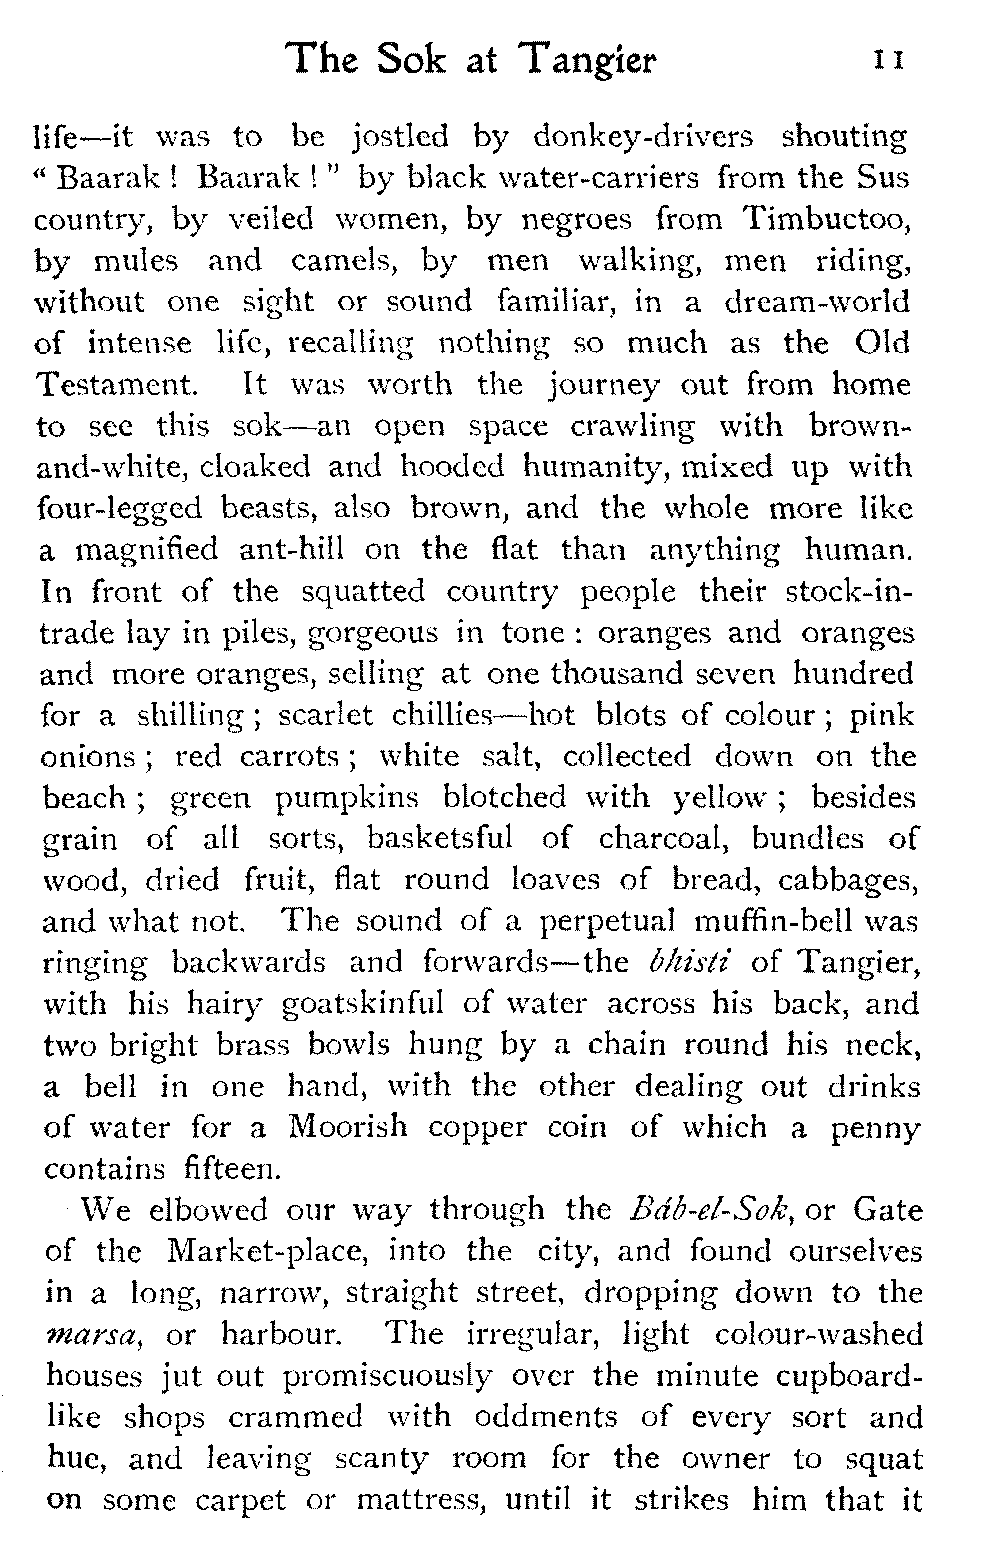 The Sok at Tangier 11
life—it was to be jostled by donkey-drivers shouting
“ Baarak ! Baarak ! ” by black water-carriers from the Sus
country, by veiled women, by negroes from Timbuctoo,
by mules and camels, by men walking, men riding,
without one sight or sound familiar, in a dream-world
of intense life, recalling nothing so much as the Old
Testament. It was worth the journey out from home
to see this sok—an open space crawling with brown-
and-white, cloaked and hooded humanity, mixed up with
four-legged beasts, also brown, and the whole more like
a magnified ant-hill on the flat than anything human.
In front of the squatted country people their stock-in-
trade lay in piles, gorgeous in tone : oranges and oranges
and more oranges, selling at one thousand seven hundred
for a shilling ; scarlet chillies—hot blots of colour ; pink
onions ; red carrots ; white salt, collected down on the
beach ; green pumpkins blotched with yellow ; besides
grain of all sorts, basketsful of charcoal, bundles of
wood, dried fruit, flat round loaves of bread, cabbages,
and what not. The sound of a perpetual muffin-bell was
ringing backwards and forwards—the bhisti of Tangier,
with his hairy goatskinful of water across his back, and
two bright brass bowls hung by a chain round his neck,
a bell in one hand, with the other dealing out drinks
of water for a Moorish copper coin of which a penny
contains fifteen.
We elbowed our way through the Báb-el-Sok, or Gate
of the Market-place, into the city, and found ourselves
in a long, narrow, straight street, dropping down to the
marsa, or harbour. The irregular, light colour-washed
houses jut out promiscuously over the minute cupboard-
like shops crammed with oddments of every sort and
hue, and leaving scanty room for the owner to squat
on some carpet or mattress, until it strikes him that it